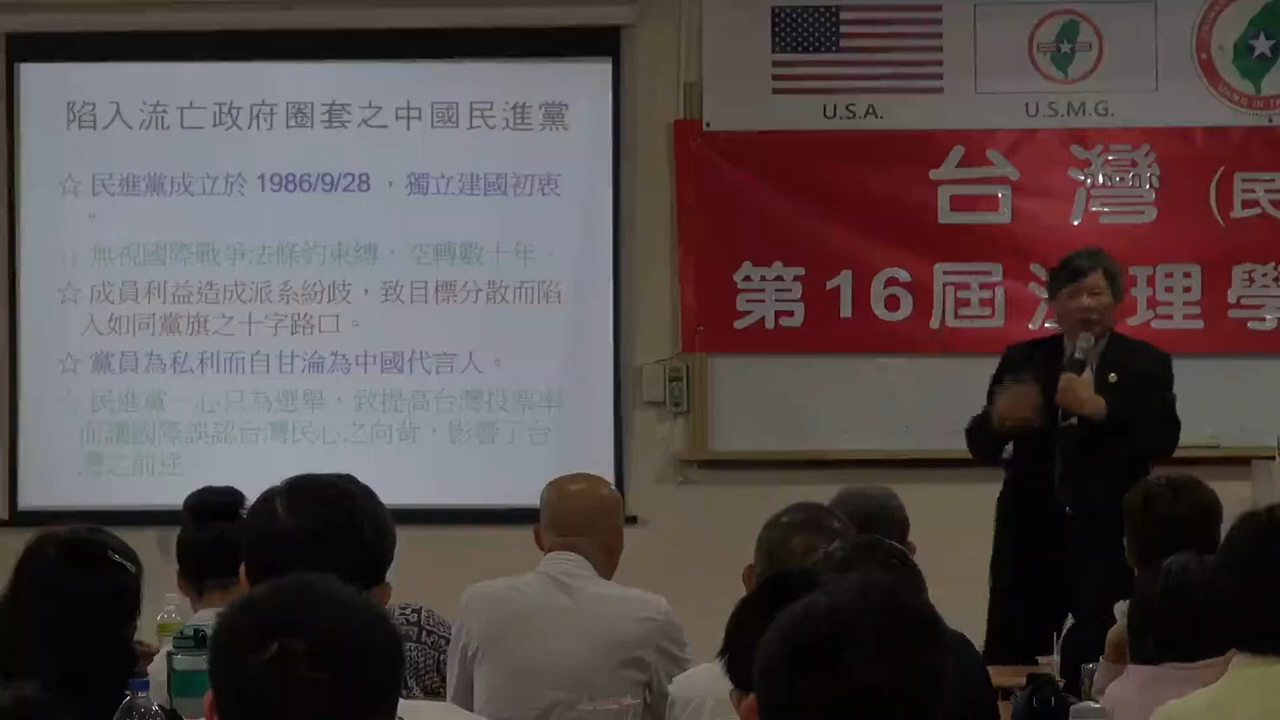 陷入流亡政府圈套之中國民進黨
☆ 民進黨成立於 1986/9/28 ，獨立建國初衷
。
無視國際戰爭法條約束縛，空轉數十年。
☆ 成員利益造成派系紛歧，致目標分散而陷
入如同黨旗之十字路口。
☆ 黨員為私利而自甘淪為中國代言人。
民進黨一心只為選舉，致提高台灣投票率
而讓國際誤認台灣民心之向背，影響了台
灣之前途
U.S.A.
U.S.M.G.
台灣（民
第16屆法理學